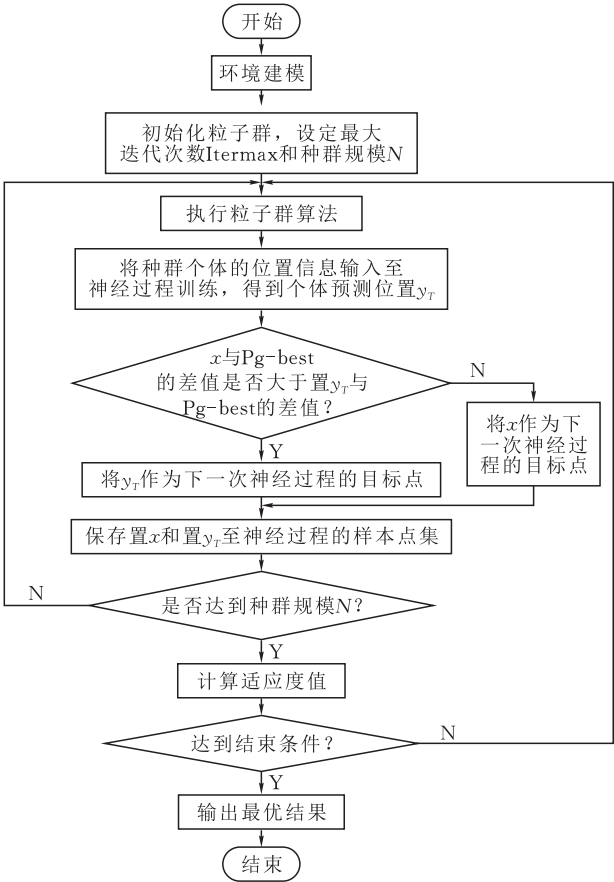 开始
环境建模
初始化粒子群，设定最大
迭代次数Itermax和种群规模N
执行粒子群算法
将种群个体的位置信息输入至
神经过程训练，得到个体预测位置y_T
x与Pg-best
的差值是否大于置y_T与
Pg-best的差值？
N
Y
将x作为下
一次神经过
程的目标点
将y_T作为下一次神经过程的目标点
保存置x和置y_T至神经过程的样本点集
是否达到种群规模N？
N
Y
计算适应度值
达到结束条件？
N
Y
输出最优结果
结束